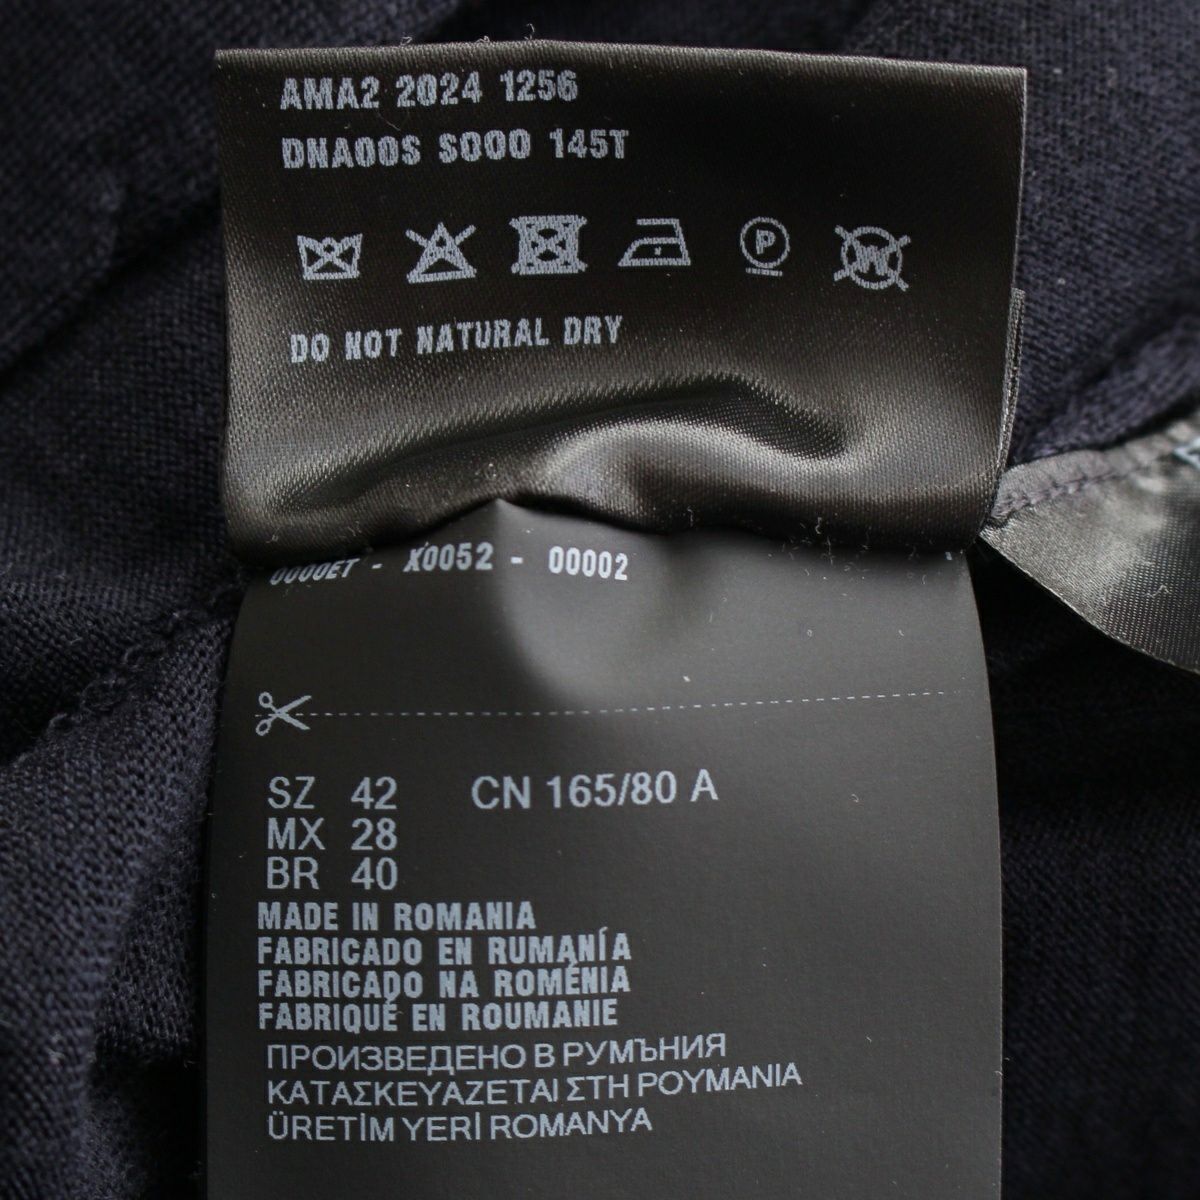 AMA2 2024 1256
DNA00S S000 145T
P
W
DO NOT NATURAL DRY
0000ET - X0052 - 00002
SZ 42 CN 165/80 A
MX 28
BR 40
MADE IN ROMANIA
FABRICADO EN RUMANÍA
FABRICADO NA ROMÉNIA
FABRIQUÉ EN ROUMANIE
ПРОИЗВЕДЕНО В РУМЪНИЯ
ΚΑΤΑΣΚΕΥΑΖΕΤΑΙ ΣΤΗ ΡΟΥΜΑΝΙΑ
ÜRETİM YERİ ROMANYA